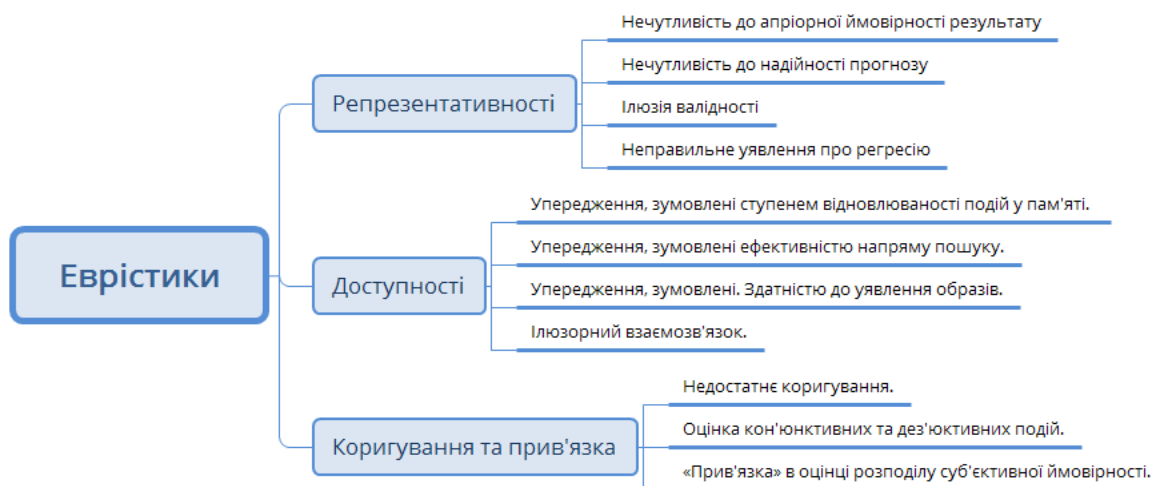 Нечутливість до апріорної ймовірності результату
Нечутливість до надійності прогнозу
Репрезентативності
Ілюзія валідності
Неправильне уявлення про регресію
Упередження, зумовлені ступенем відновлюваності подій у пам'яті.
Упередження, зумовлені ефективністю напряму пошуку.
Еврістики
Доступності
Упередження, зумовлені. Здатністю до уявлення образів.
Ілюзорний взаємозв'язок.
Недостатнє коригування.
Коригування та прив'язка
Оцінка кон'юнктивних та дез'юктивних подій.
«Прив'язка» в оцінці розподілу суб'єктивної ймовірності.